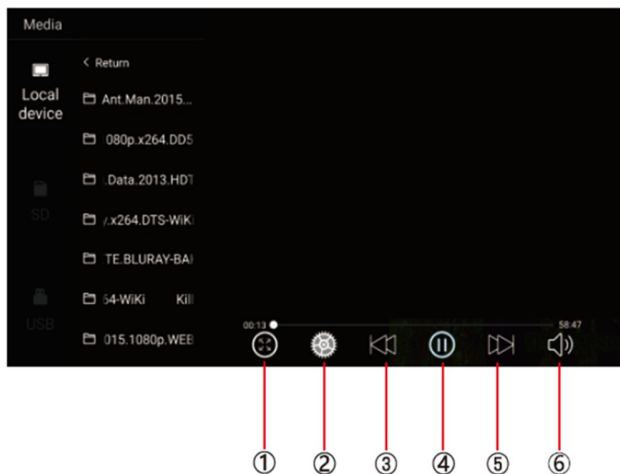 Media
Local
device
SD
USB
< Return
Ant.Man.2015...
080p.x264.DD5
.Data.2013.HDT
y.x264.DTS-WiKi
TE.BLURAY-BAI
64-WiKi Kill
015.1080p.WEB
00:13
58:47
① ② ③ ④ ⑤ ⑥